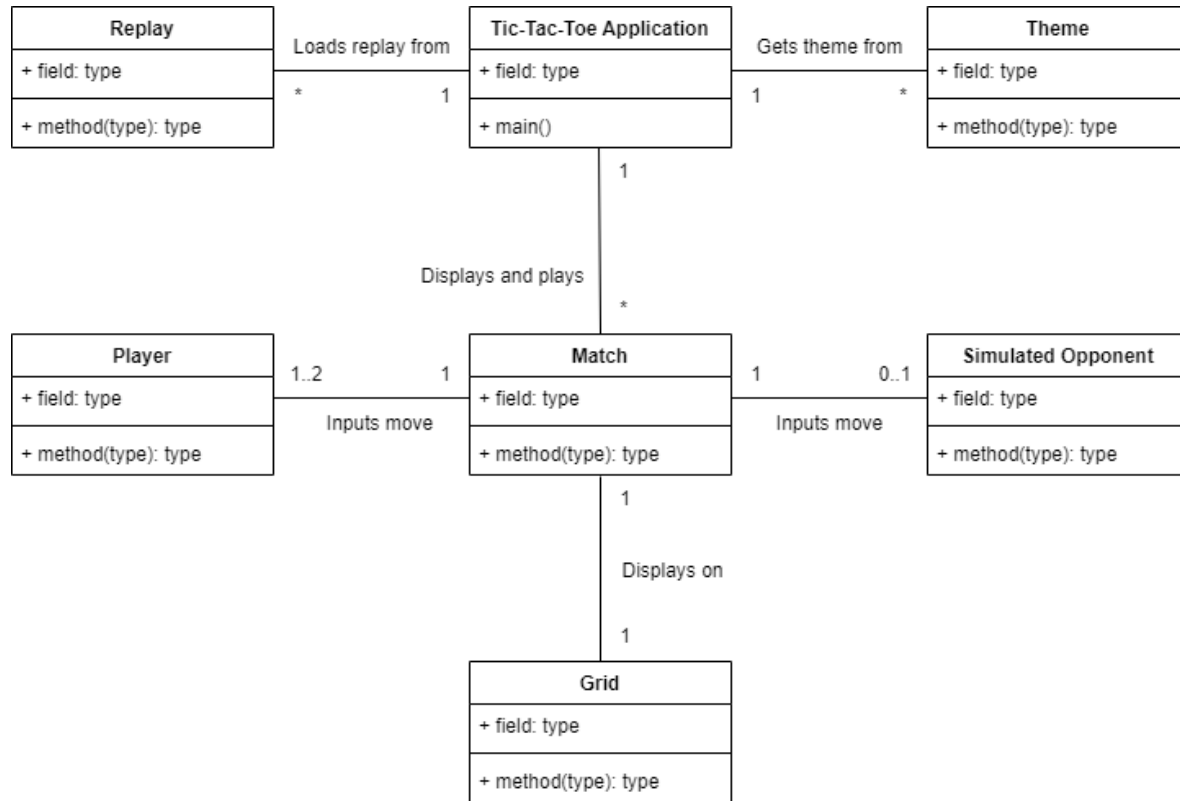 Replay
+ field: type
+ method(type): type
Loads replay from
* 1
Tic-Tac-Toe Application
+ field: type
+ main()
Gets theme from
1 *
Theme
+ field: type
+ method(type): type
1
Displays and plays
*
Player
+ field: type
+ method(type): type
1..2 1
Inputs move
Match
+ field: type
+ method(type): type
1 0..1
Inputs move
Simulated Opponent
+ field: type
+ method(type): type
1
Displays on
1
Grid
+ field: type
+ method(type): type